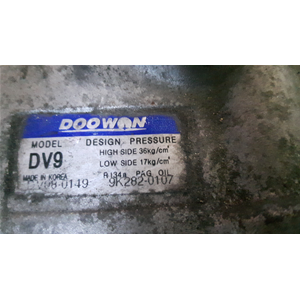 DOOWON
MODEL DESIGN PRESSURE
DV9 HIGH SIDE 36kg/cm²
LOW SIDE 17kg/cm²
MADE IN KOREA R134a PAG OIL
9K282-0107